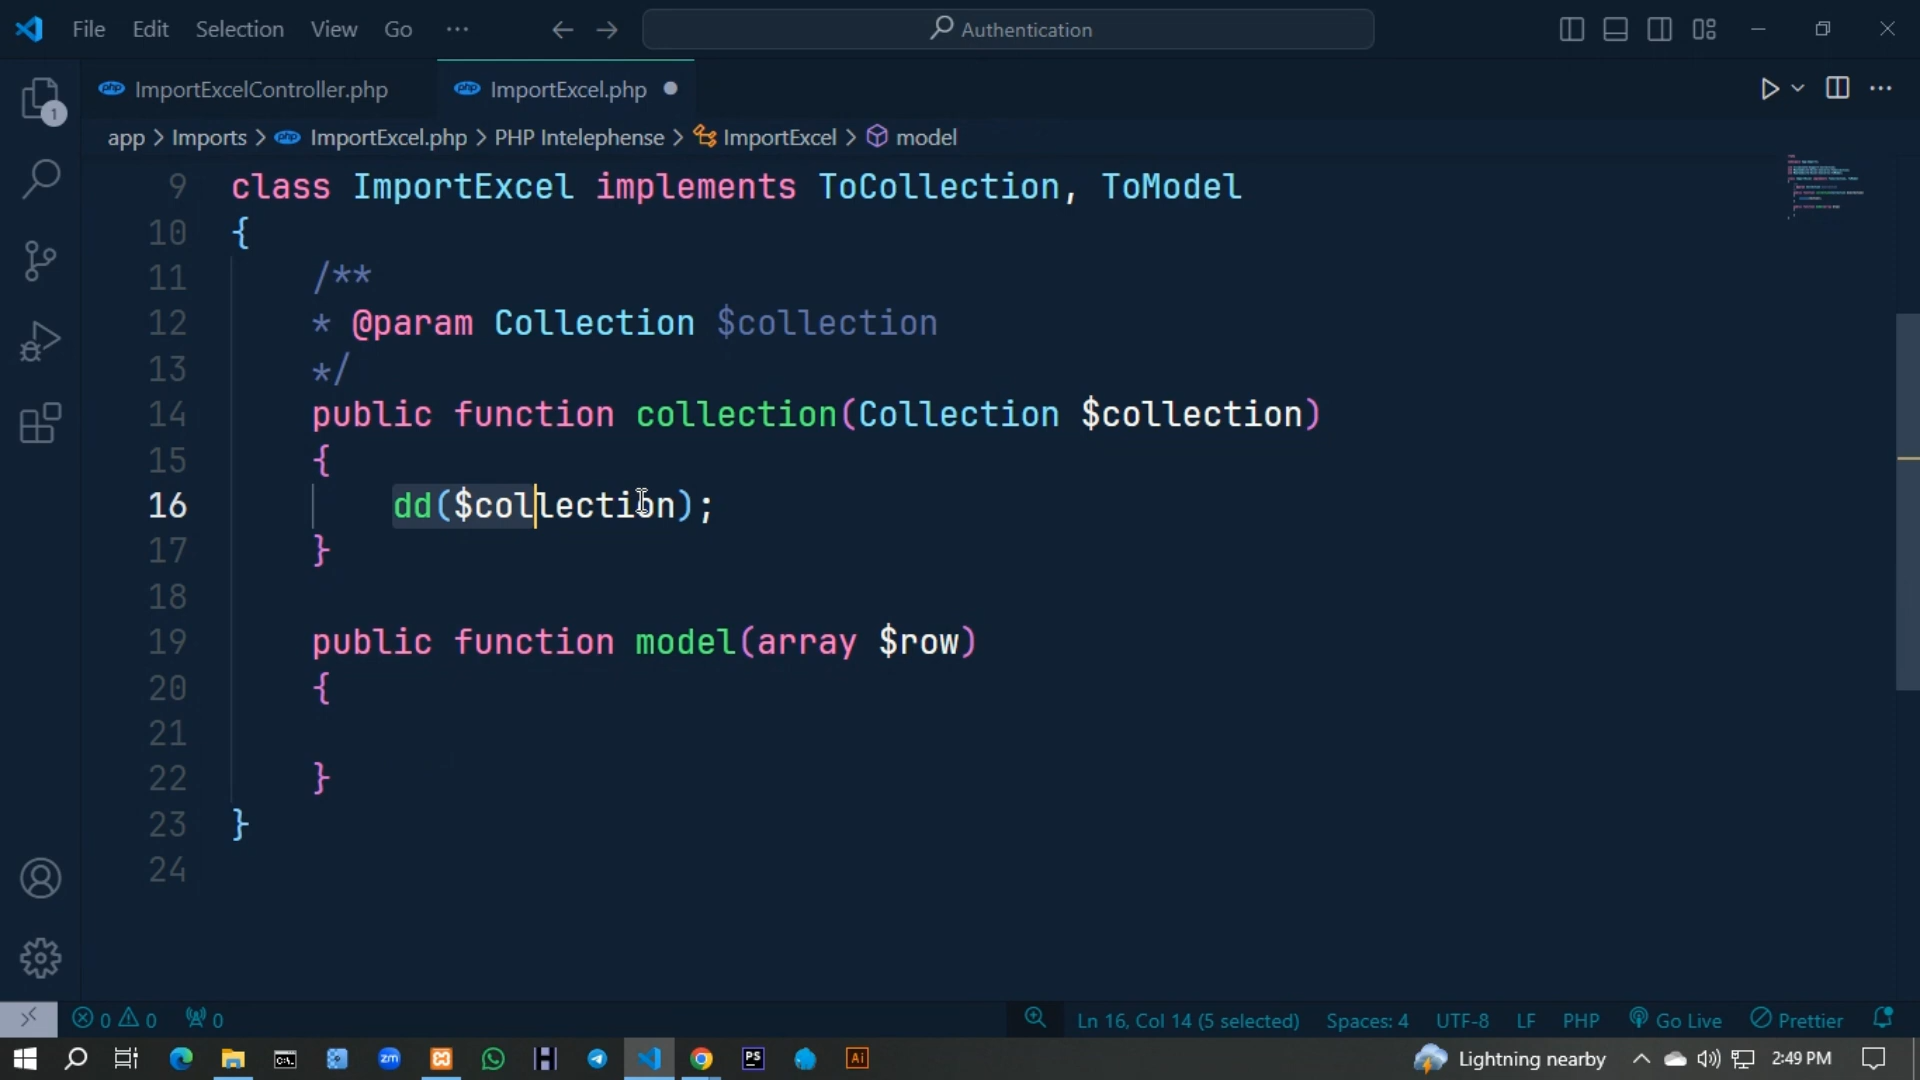 File Edit Selection View Go ··· Authentication
ImportExcelController.php ImportExcel.php
app > Imports > ImportExcel.php > PHP Intelephense > ImportExcel > model
9 class ImportExcel implements ToCollection, ToModel
10 {
11 /**
12 * @param Collection $collection
13 */
14 public function collection(Collection $collection)
15 {
16 dd($collection);
17 }
18
19 public function model(array $row)
20 {
21
22 }
23 }
24
1
0 0 0 Ln 16, Col 14 (5 selected) Spaces: 4 UTF-8 LF PHP Go Live Prettier
zm PS Ai Lightning nearby 2:49 PM